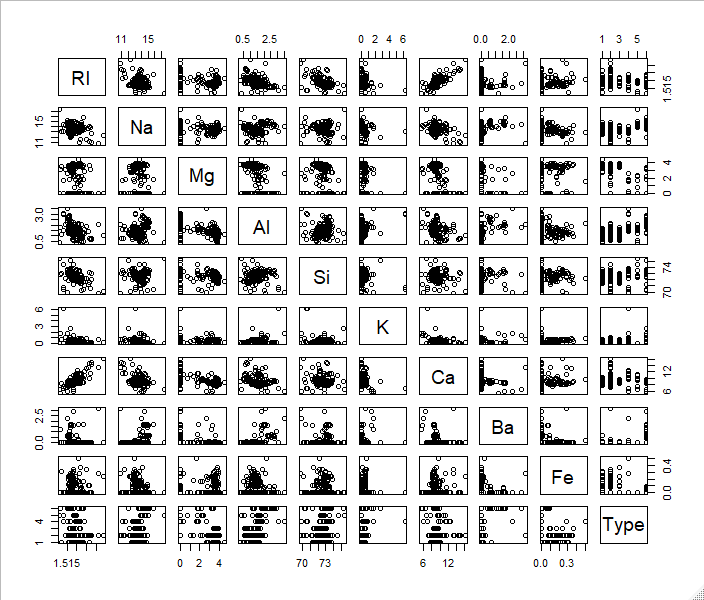 11 15 0.5 2.5 0 2 4 6 0.0 2.0 1 3 5
RI 1.515
11 15 Na
Mg 0 2 4
0.5 3.0 Al
Si 70 74
0 3 6 K
Ca 6 12
0.0 2.5 Ba
Fe 0.0 0.4
1 4 Type
1.515 0 2 4 70 73 6 12 0.0 0.3